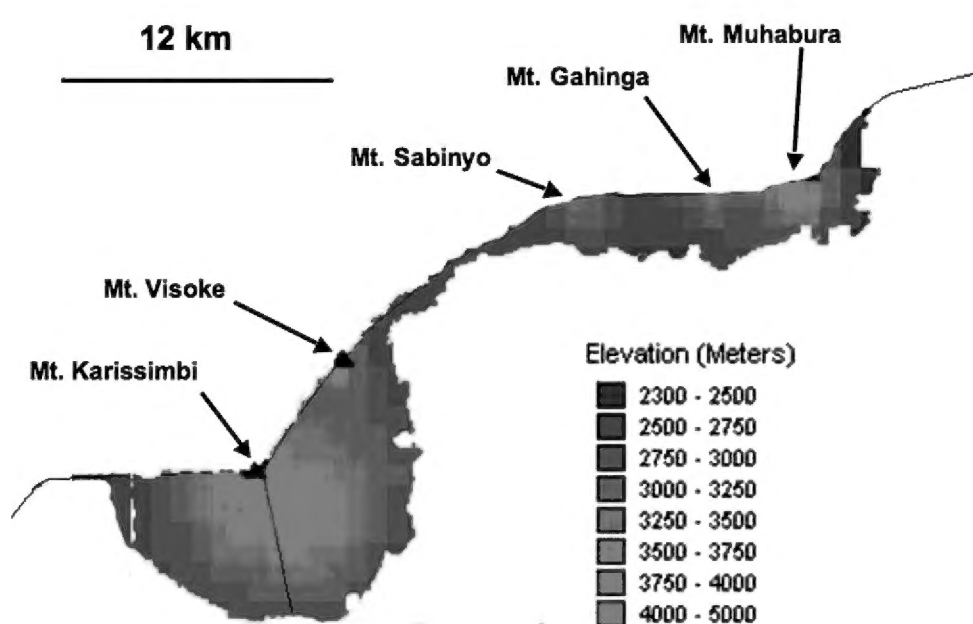 12 km
Mt. Muhabura
Mt. Gahinga
Mt. Sabinyo
Mt. Visoke
Mt. Karissimbi
Elevation (Meters)
2300 - 2500
2500 - 2750
2750 - 3000
3000 - 3250
3250 - 3500
3500 - 3750
3750 - 4000
4000 - 5000